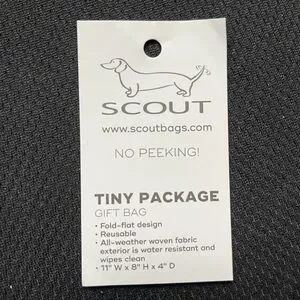 SCOUT
www.scoutbags.com
NO PEEKING!
TINY PACKAGE
GIFT BAG
• Fold-flat design
• Reusable
• All-weather woven fabric
exterior is water resistant and
wipes clean
• 11" W x 8" H x 4" D